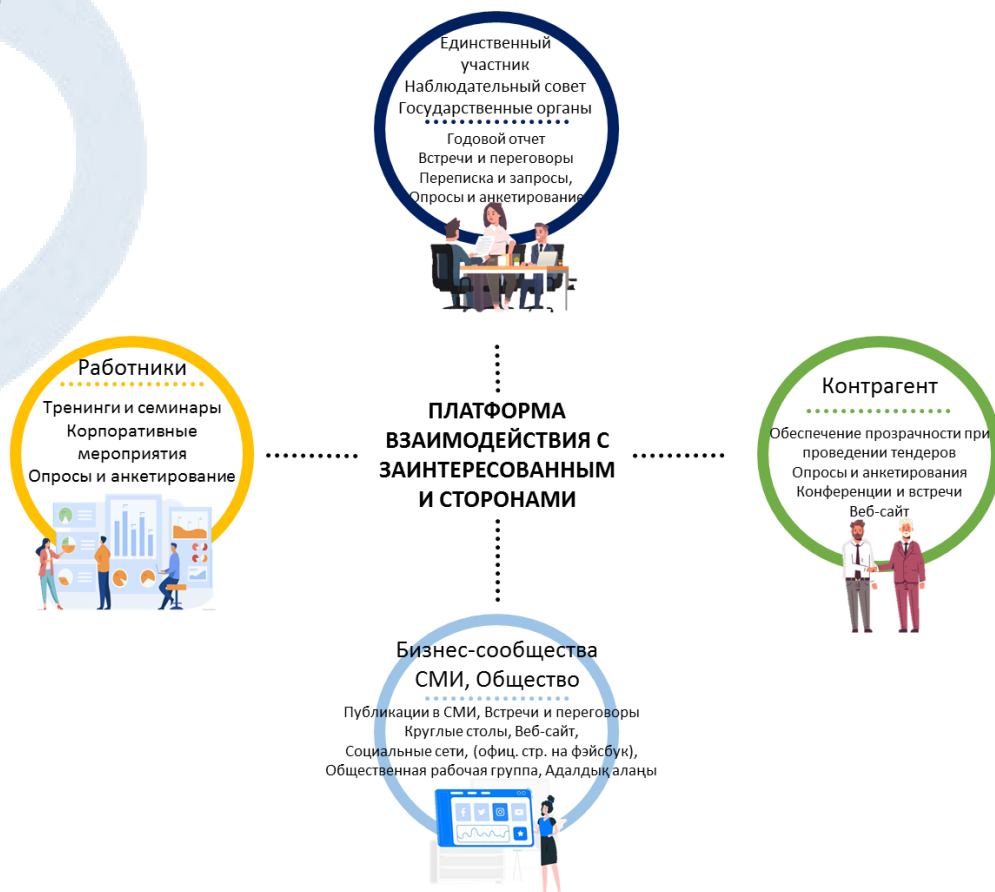 Единственный
участник
Наблюдательный совет
Государственные органы
Годовой отчет
Встречи и переговоры
Переписка и запросы,
Опросы и анкетирование
Работники
Тренинги и семинары
Корпоративные
мероприятия
Опросы и анкетирование
ПЛАТФОРМА
ВЗАИМОДЕЙСТВИЯ С
ЗАИНТЕРЕСОВАННЫМ
И СТОРОНАМИ
Контрагент
Обеспечение прозрачности при
проведении тендеров
Опросы и анкетирования
Конференции и встречи
Веб-сайт
Бизнес-сообщества
СМИ, Общество
Публикации в СМИ, Встречи и переговоры
Круглые столы, Веб-сайт,
Социальные сети, (офиц. стр. на фэйсбук),
Общественная рабочая группа, Адалдық алаңы